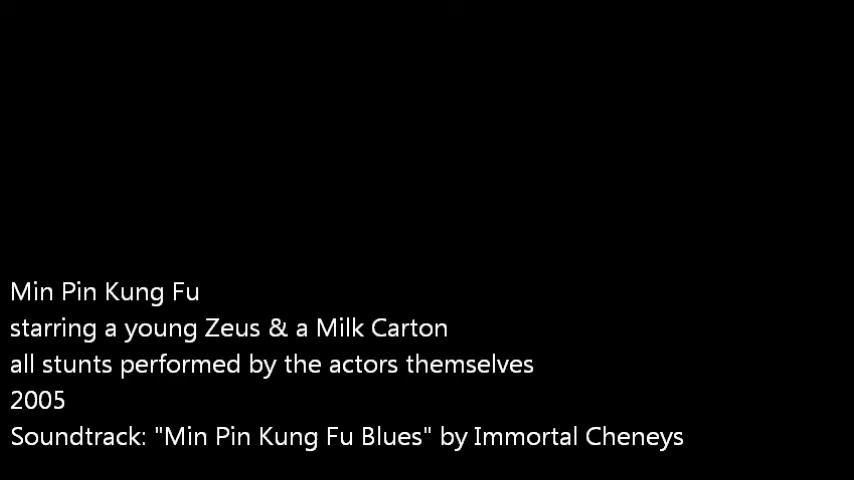 Min Pin Kung Fu
starring a young Zeus & a Milk Carton
all stunts performed by the actors themselves
2005
Soundtrack: "Min Pin Kung Fu Blues" by Immortal Cheneys